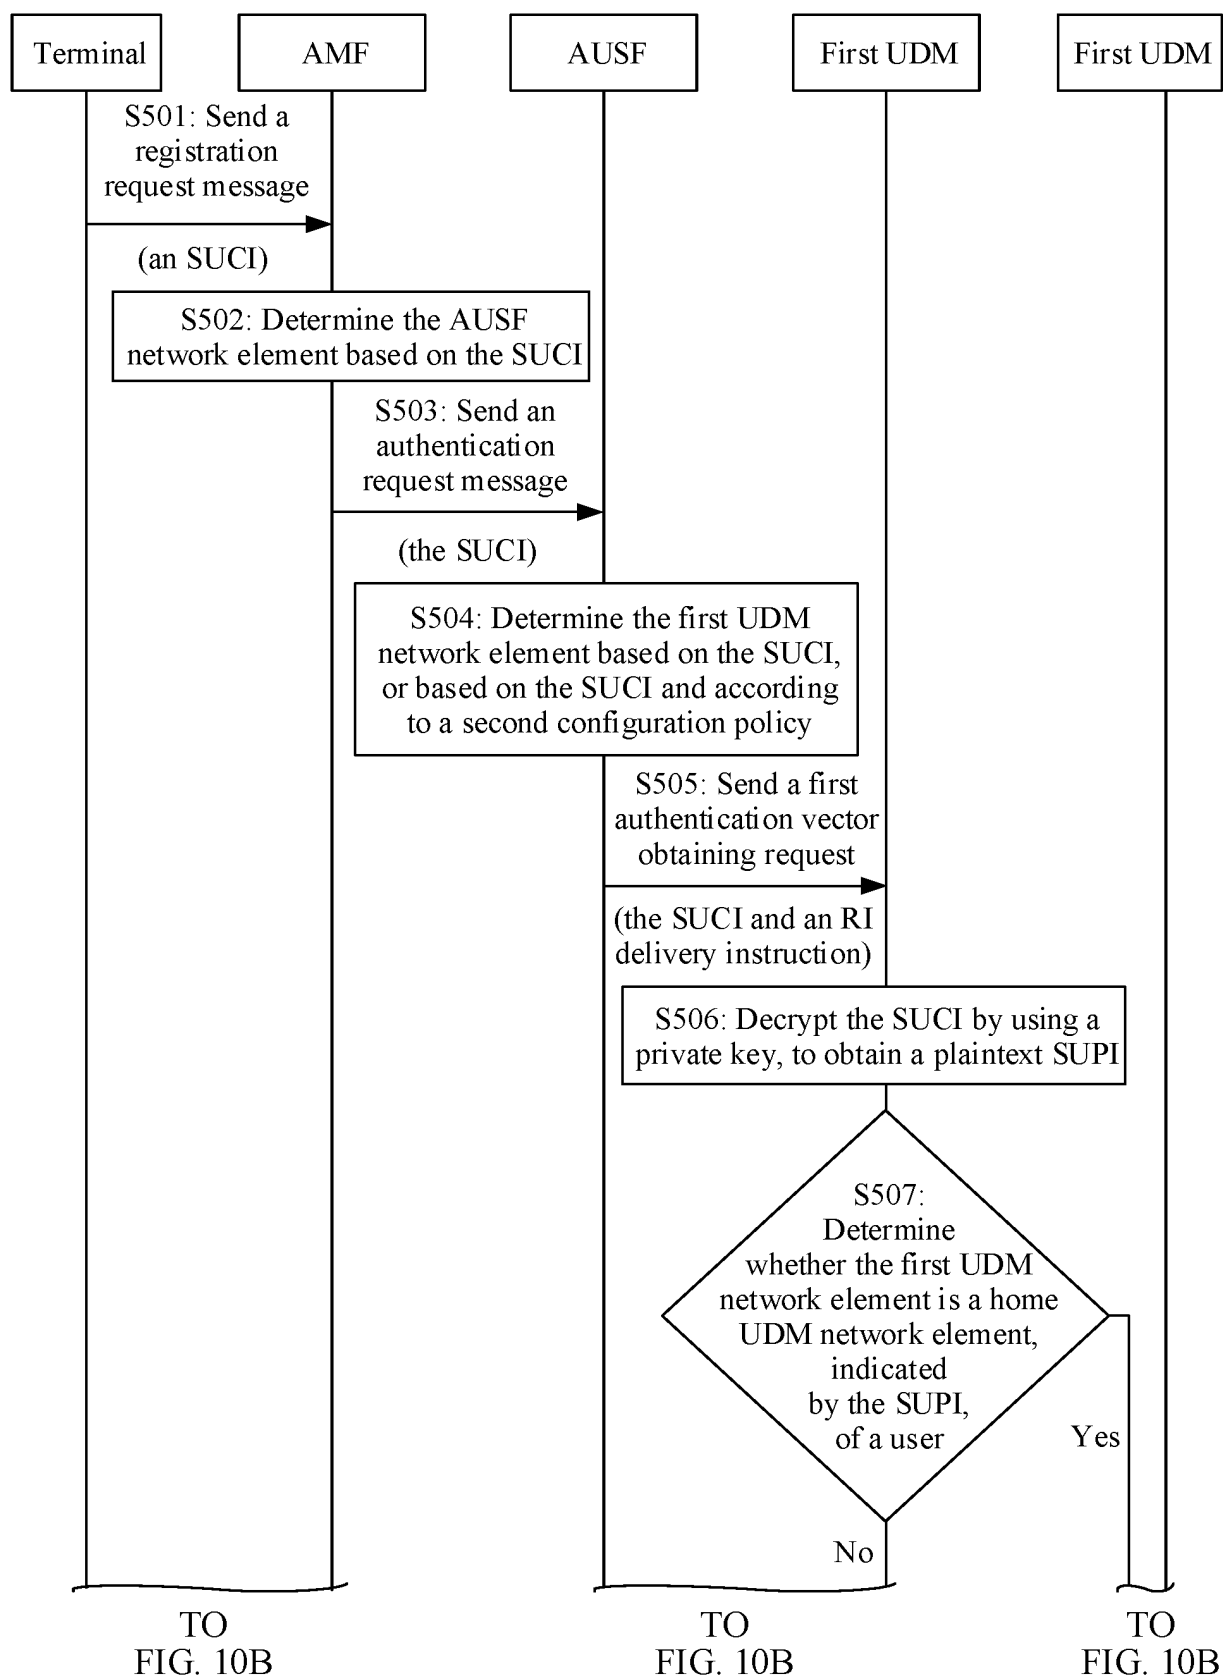 Terminal
AMF
AUSF
First UDM
First UDM
S501: Send a
registration
request message
(an SUCI)
S502: Determine the AUSF
network element based on the SUCI
S503: Send an
authentication
request message
(the SUCI)
S504: Determine the first UDM
network element based on the SUCI,
or based on the SUCI and according
to a second configuration policy
S505: Send a first
authentication vector
obtaining request
(the SUCI and an RI
delivery instruction)
S506: Decrypt the SUCI by using a
private key, to obtain a plaintext SUPI
S507:
Determine
whether the first UDM
network element is a home
UDM network element,
indicated
by the SUPI,
of a user
Yes
No
TO
FIG. 10B
TO
FIG. 10B
TO
FIG. 10B